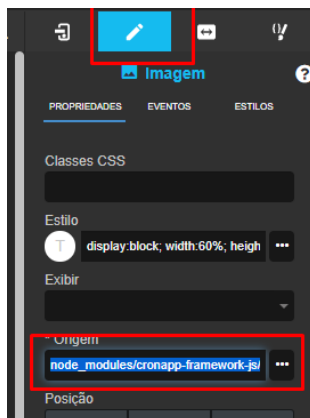 Imagem
PROPRIEDADES EVENTOS ESTILOS
Classes CSS
Estilo
T display:block; width:60%; heigh
Exibir
* Origem
node_modules/cronapp-framework-js/
Posição